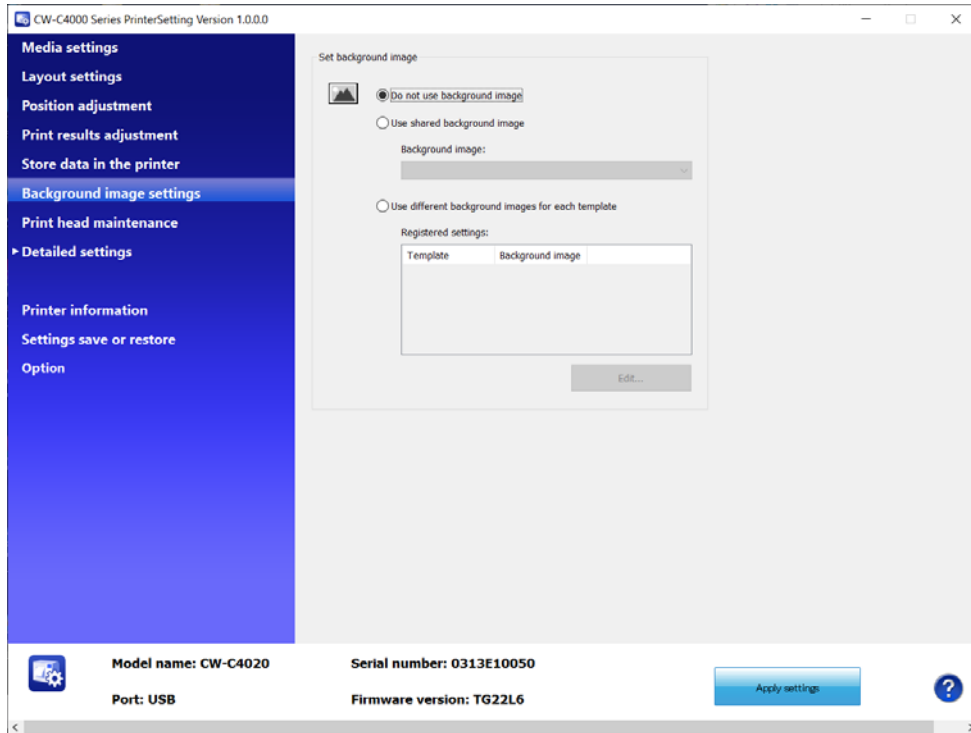 CW-C4000 Series PrinterSetting Version 1.0.0.0
Media settings
Layout settings
Position adjustment
Print results adjustment
Store data in the printer
Background image settings
Print head maintenance
Detailed settings
Printer information
Settings save or restore
Option
Set background image
Do not use background image
Use shared background image
Background image:
Use different background images for each template
Registered settings:
Template Background image
Edit...
Model name: CW-C4020 Serial number: 0313E10050
Port: USB Firmware version: TG22L6
Apply settings
?